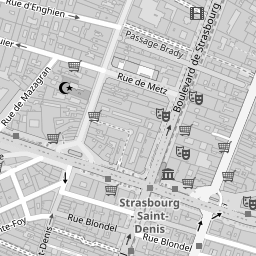 Rue d'Enghien
Passage Brady
Boulevard de Strasbourg
Rue de Metz
Rue de Mazagran
Strasbourg
Saint-
Denis
Rue Blondel
Rue Blondel